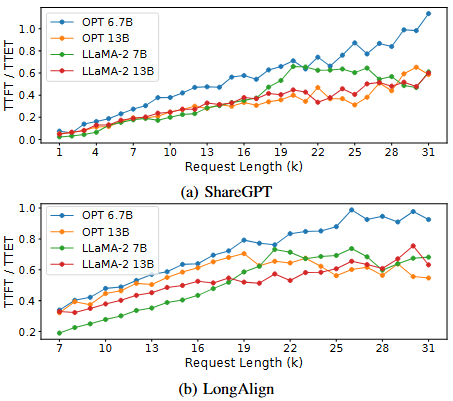 TTFT / TTET
1.0
0.8
0.6
0.4
0.2
0.0
OPT 6.7B
OPT 13B
LLaMA-2 7B
LLaMA-2 13B
1 4 7 10 13 16 19 22 25 28 31
Request Length (k)
(a) ShareGPT
TTFT / TTET
1.0
0.8
0.6
0.4
0.2
OPT 6.7B
OPT 13B
LLaMA-2 7B
LLaMA-2 13B
7 10 13 16 19 22 25 28 31
Request Length (k)
(b) LongAlign